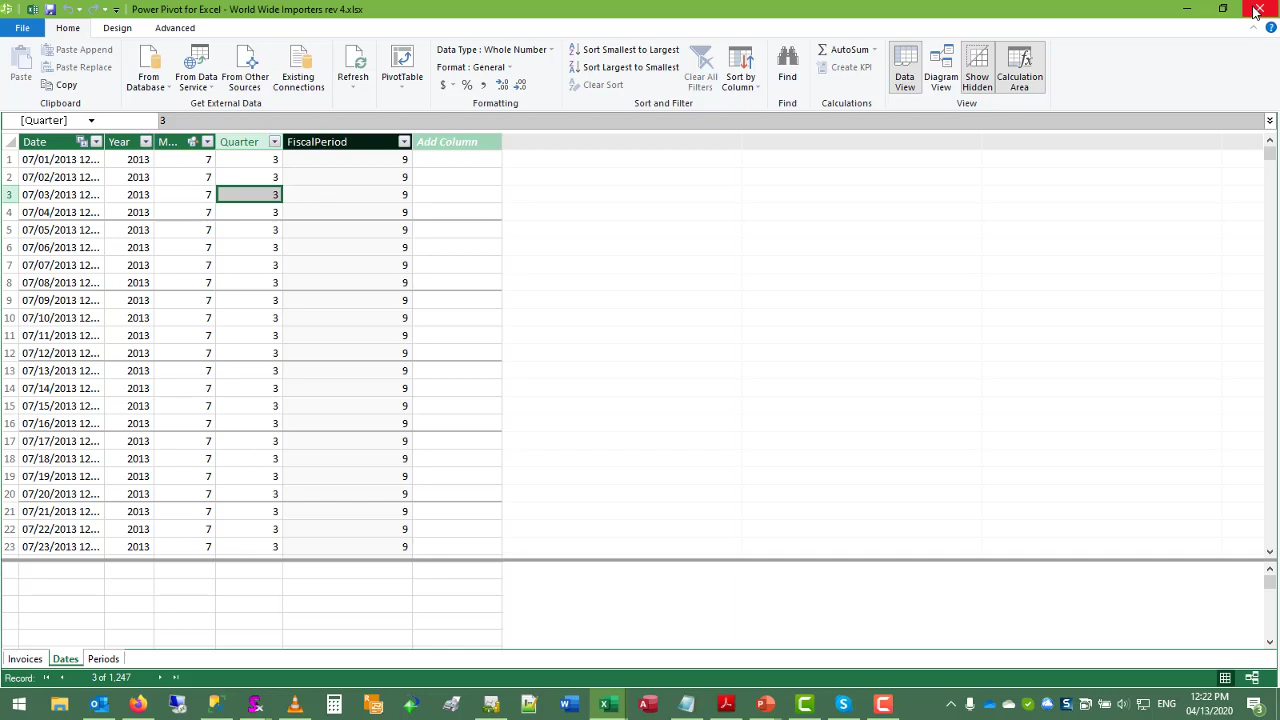 Power Pivot for Excel - World Wide Importers rev 4.xlsx
File Home Design Advanced
Paste Paste Append Paste Replace Copy
From Database From Data Service From Other Sources Existing Connections
Refresh PivotTable
Data Type : Whole Number
Format : General
$ % ,
Sort Smallest to Largest
Sort Largest to Smallest
Clear Sort
Clear All Filters Sort by Column Find
AutoSum
Create KPI
Data View Diagram View Show Hidden Calculation Area
Clipboard Get External Data Formatting Sort and Filter Find Calculations View
[Quarter] 3
Date Year M... Quarter FiscalPeriod Add Column
1 07/01/2013 12... 2013 7 3 9
2 07/02/2013 12... 2013 7 3 9
3 07/03/2013 12... 2013 7 3 9
4 07/04/2013 12... 2013 7 3 9
5 07/05/2013 12... 2013 7 3 9
6 07/06/2013 12... 2013 7 3 9
7 07/07/2013 12... 2013 7 3 9
8 07/08/2013 12... 2013 7 3 9
9 07/09/2013 12... 2013 7 3 9
10 07/10/2013 12... 2013 7 3 9
11 07/11/2013 12... 2013 7 3 9
12 07/12/2013 12... 2013 7 3 9
13 07/13/2013 12... 2013 7 3 9
14 07/14/2013 12... 2013 7 3 9
15 07/15/2013 12... 2013 7 3 9
16 07/16/2013 12... 2013 7 3 9
17 07/17/2013 12... 2013 7 3 9
18 07/18/2013 12... 2013 7 3 9
19 07/19/2013 12... 2013 7 3 9
20 07/20/2013 12... 2013 7 3 9
21 07/21/2013 12... 2013 7 3 9
22 07/22/2013 12... 2013 7 3 9
23 07/23/2013 12... 2013 7 3 9
Invoices Dates Periods
Record: 3 of 1,247
ENG
12:22 PM
04/13/2020